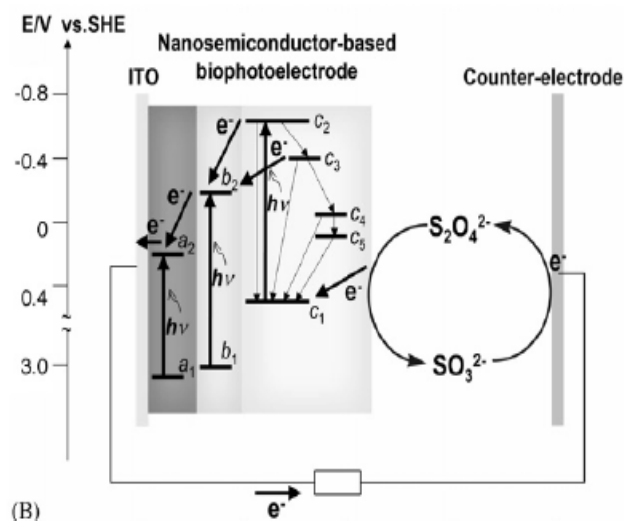 E/V vs.SHE
Nanosemiconductor-based
biophotoelectrode
ITO
Counter-electrode
-0.8
-0.4
0
0.4
3.0
~
~
e⁻
a₂
hν
a₁
e⁻
b₂
hν
b₁
e⁻
c₂
e⁻
c₃
hν
c₄
c₅
e⁻
c₁
S₂O₄²⁻
e⁻
SO₃²⁻
e⁻
(B)